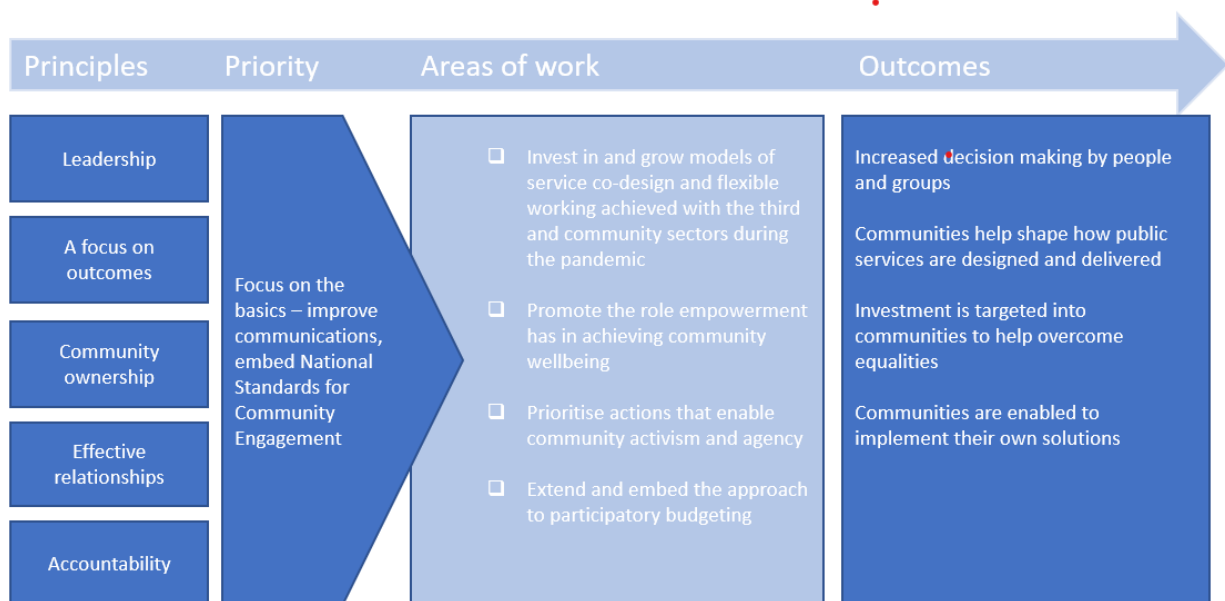 Principles
Priority
Areas of work
Outcomes
Leadership
A focus on
outcomes
Community
ownership
Effective
relationships
Accountability
Focus on the
basics – improve
communications,
embed National
Standards for
Community
Engagement
Invest in and grow models of
service co-design and flexible
working achieved with the third
and community sectors during
the pandemic
Promote the role empowerment
has in achieving community
wellbeing
Prioritise actions that enable
community activism and agency
Extend and embed the approach
to participatory budgeting
Increased decision making by people
and groups
Communities help shape how public
services are designed and delivered
Investment is targeted into
communities to help overcome
equalities
Communities are enabled to
implement their own solutions